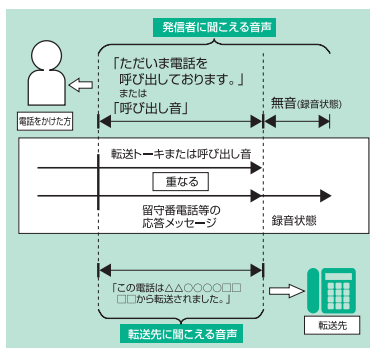 発信者に聞こえる音声
「ただいま電話を
呼び出しております。」
または
「呼び出し音」
無音(録音状態)
電話をかけた方
転送トーキまたは呼び出し音
重なる
留守番電話等の
応答メッセージ
録音状態
「この電話は△△○○○○□□
□□から転送されました。」
転送先
転送先に聞こえる音声